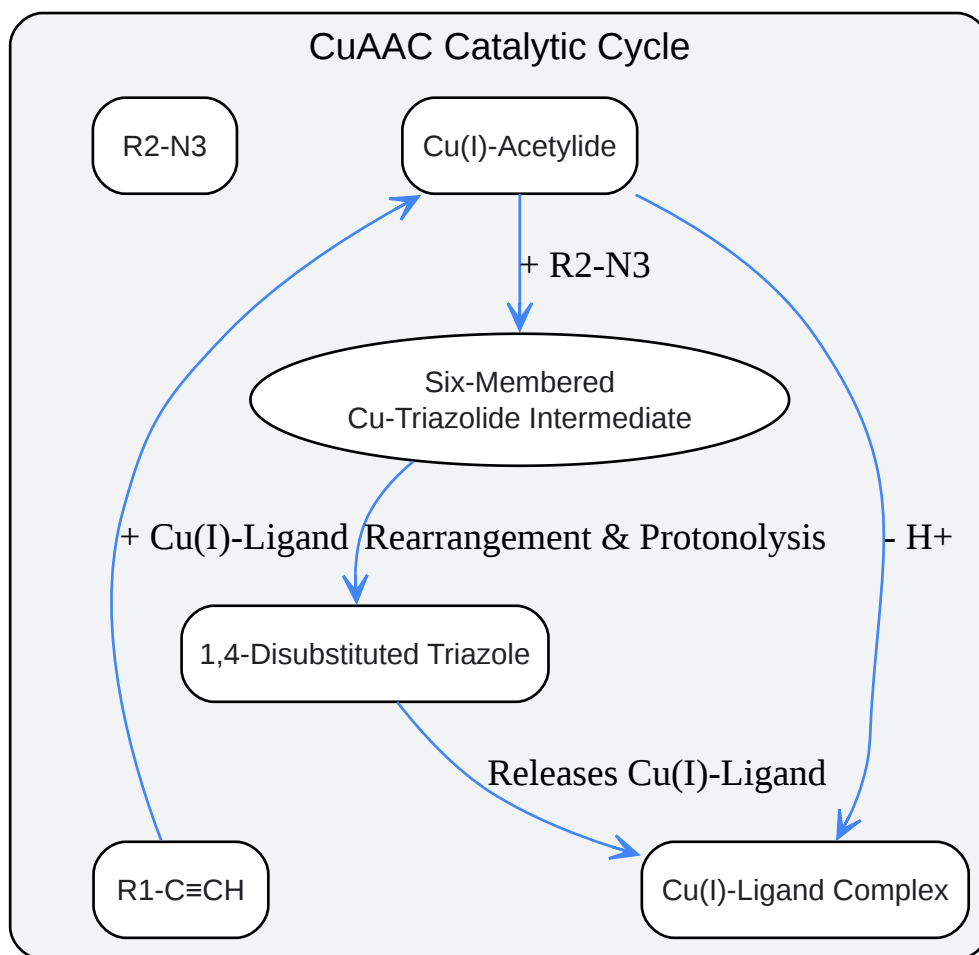 CuAAC Catalytic Cycle
R2-N3
Cu(I)-Acetylide
+ R2-N3
Six-Membered
Cu-Triazolide Intermediate
+ Cu(I)-Ligand
Rearrangement & Protonolysis
- H+
1,4-Disubstituted Triazole
Releases Cu(I)-Ligand
R1-C≡CH
Cu(I)-Ligand Complex